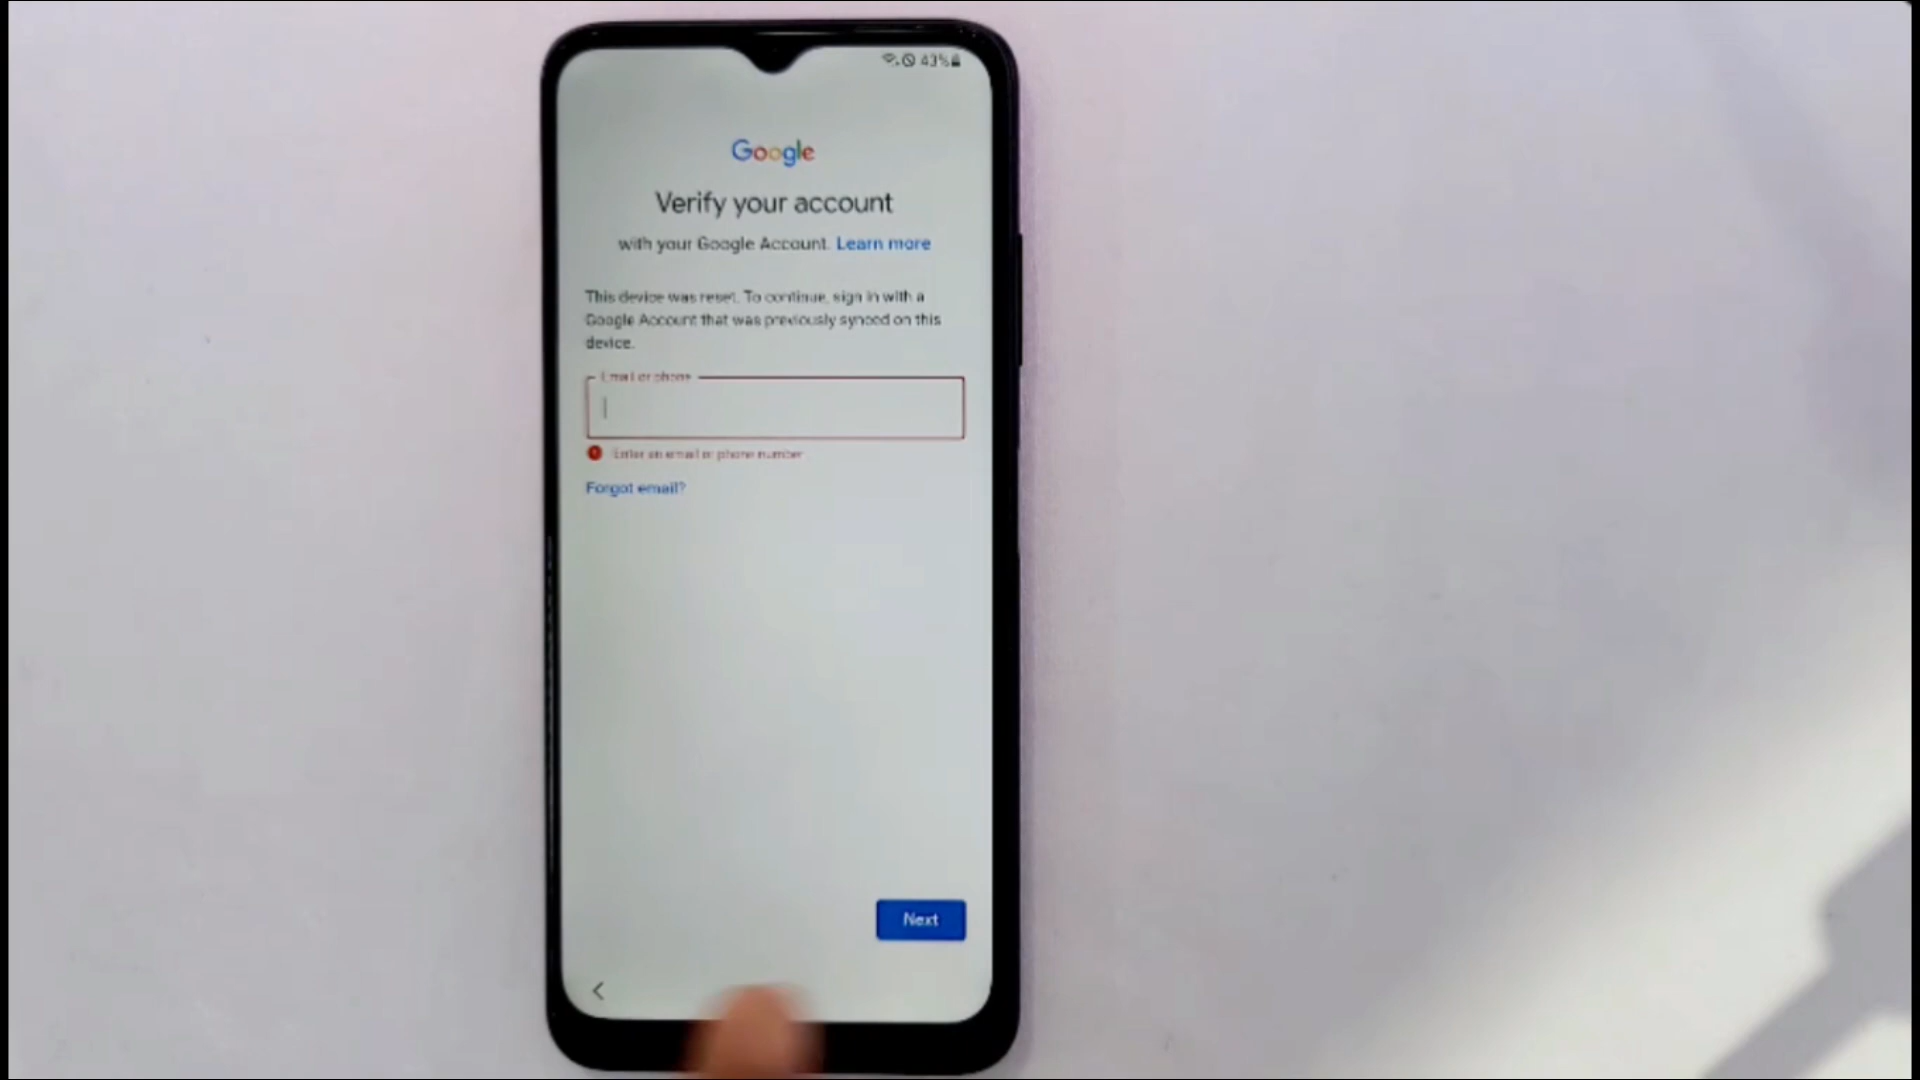 43%
Google
Verify your account
with your Google Account. Learn more
This device was reset. To continue, sign in with a
Google Account that was previously synced on this
device.
Email or phone
Enter an email or phone number
Forgot email?
Next